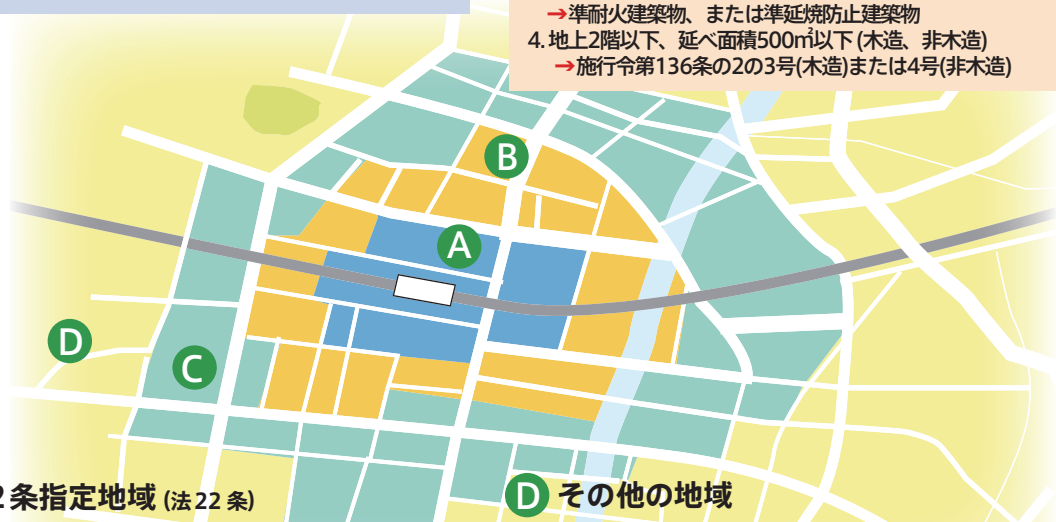 →準耐火建築物、または準延焼防止建築物
4. 地上2階以下、延べ面積500㎡以下 (木造、非木造)
→施行令第136条の2の3号(木造)または4号(非木造)
B
A
D
C
2条指定地域 (法22 条)
D その他の地域